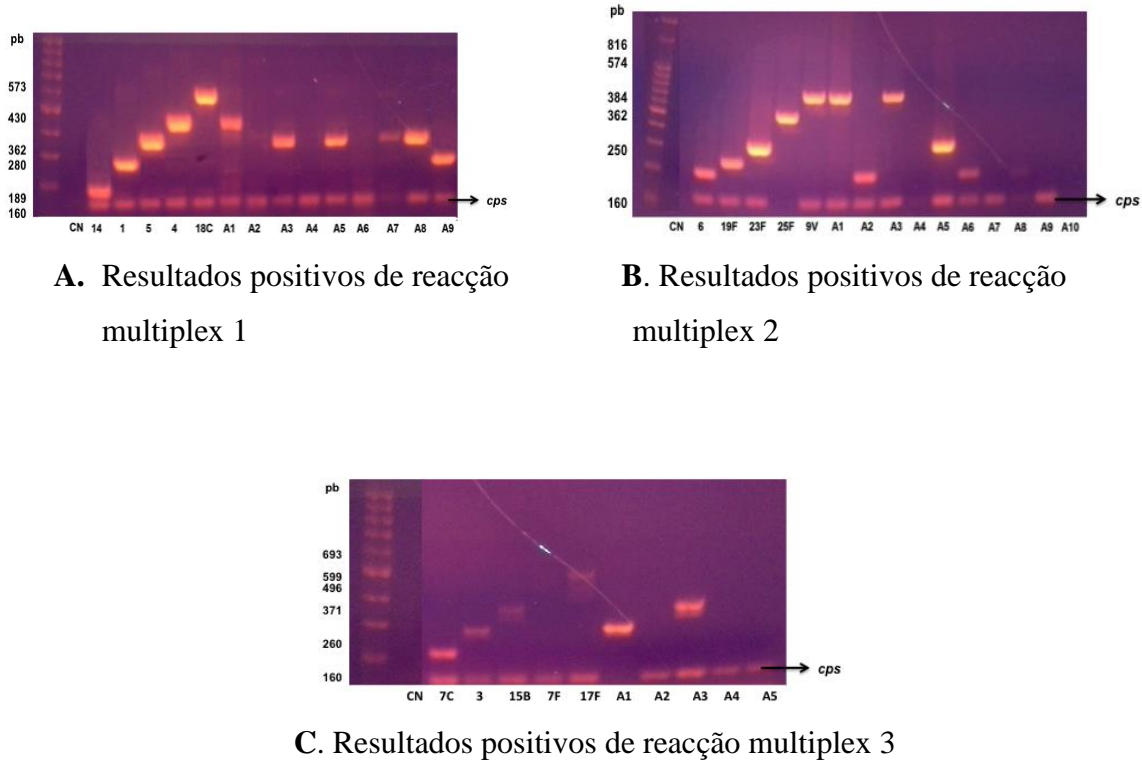 pb
573
430
362
280
189
160
CN 14 1 5 4 18C A1 A2 A3 A4 A5 A6 A7 A8 A9
cps
A. Resultados positivos de reacção
multiplex 1
pb
816
574
384
362
250
160
CN 6 19F 23F 25F 9V A1 A2 A3 A4 A5 A6 A7 A8 A9 A10
cps
B. Resultados positivos de reacção
multiplex 2
pb
693
599
496
371
260
160
CN 7C 3 15B 7F 17F A1 A2 A3 A4 A5
cps
C. Resultados positivos de reacção multiplex 3